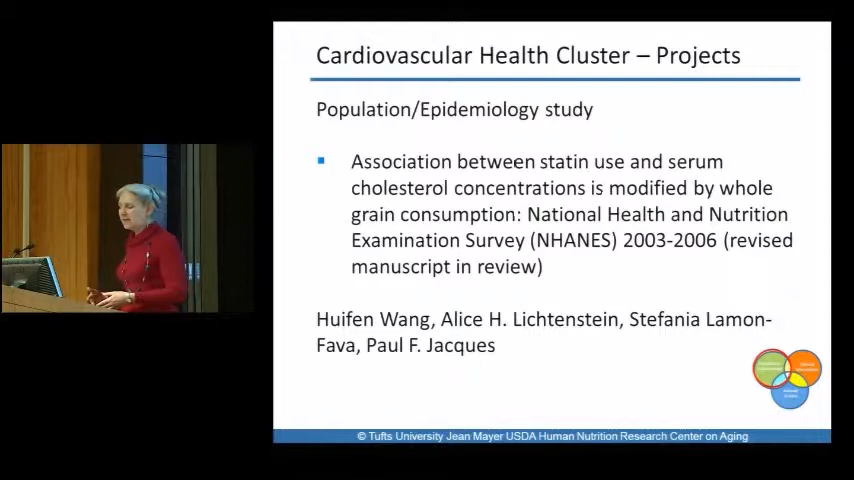 Cardiovascular Health Cluster – Projects
Population/Epidemiology study
Association between statin use and serum
cholesterol concentrations is modified by whole
grain consumption: National Health and Nutrition
Examination Survey (NHANES) 2003-2006 (revised
manuscript in review)
Huifen Wang, Alice H. Lichtenstein, Stefania Lamon-
Fava, Paul F. Jacques
© Tufts University Jean Mayer USDA Human Nutrition Research Center on Aging